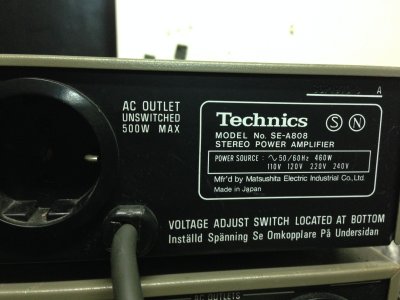 A
AC OUTLET
UNSWITCHED
500W MAX
Technics S N
MODEL No. SE-A808
STEREO POWER AMPLIFIER
POWER SOURCE : ∿50/60Hz 460W
110V 120V 220V 240V
Mfr'd by Matsushita Electric Industrial Co., Ltd.
Made in Japan
VOLTAGE ADJUST SWITCH LOCATED AT BOTTOM
Inställd Spänning Se Omkopplare På Undersidan
AC OUTLETS